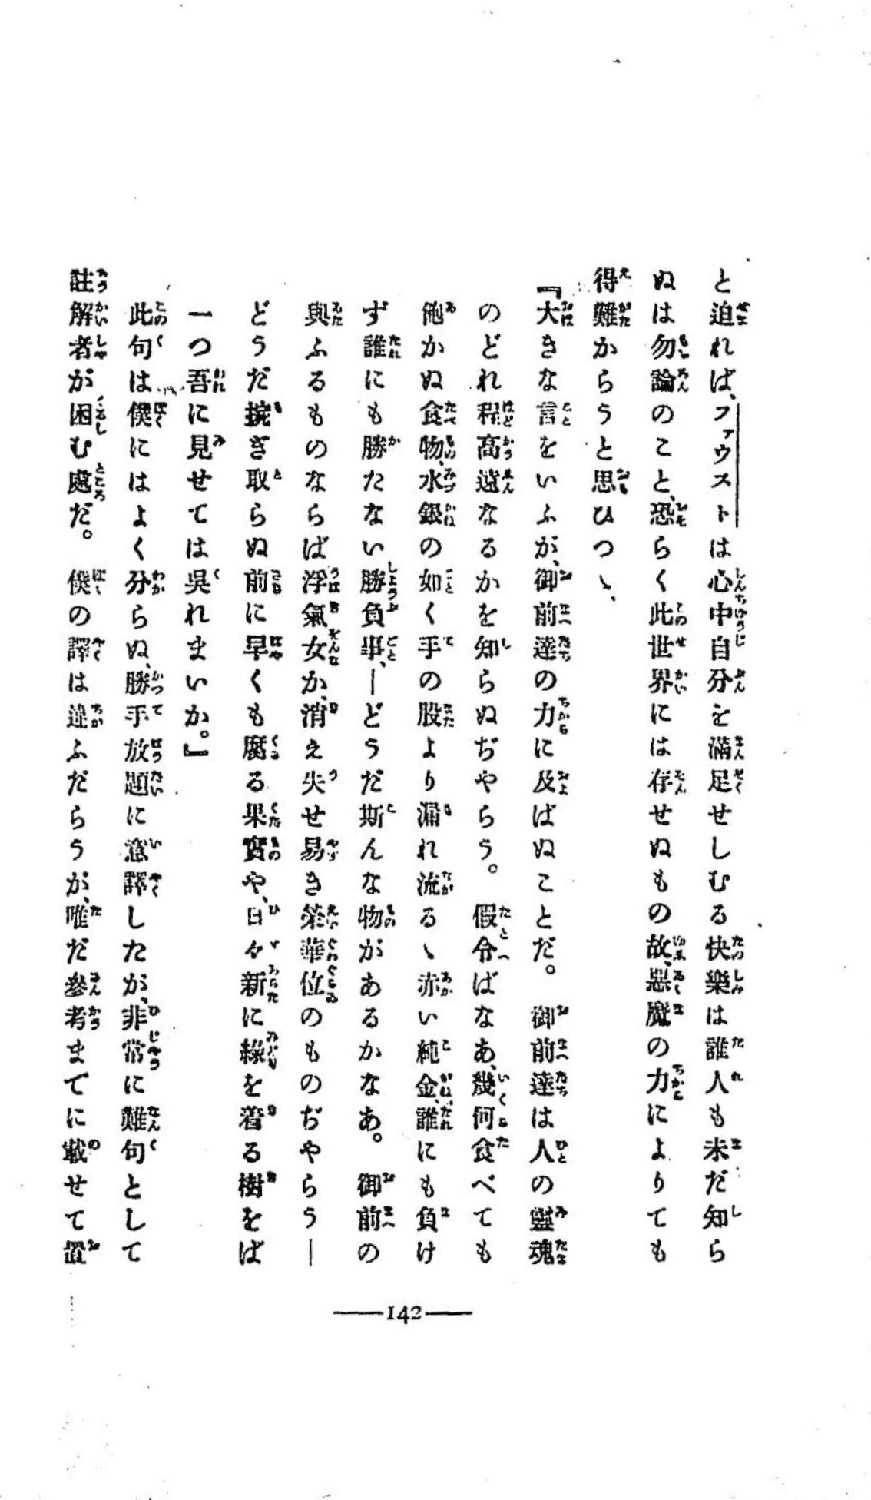 と迫れば、ファウストは心中自分を滿足せしむる快樂は誰人も未だ知ら
ぬは勿論のこと、恐らく此世界には存せぬもの故、惡魔の力によりても
得難からうと思ひつゝ、
『大きな言をいふが、御前達の力に及ばぬことだ。御前達は人の靈魂
のどれ程高遠なるかを知らぬぢやらう。假令ばなあ、幾何食べても
飽かぬ食物、水銀の如く手の股より漏れ流るゝ赤い純金、誰にも負け
ず誰にも勝たない勝負事、―どうだ斯んな物があるかなあ。御前の
與ふるものならば浮氣女か、消え失せ易き榮華位のものぢやらう―
どうだ捥ぎ取らぬ前に早くも腐る果實や、日々新に綠を着る樹をば
一つ吾に見せては吳れまいか。』
此句は僕にはよく分らぬ、勝手放題に意譯したが、非常に難句として
註解者が困む處だ。僕の譯は違ふだらうが、唯だ參考までに載せて置
―142―